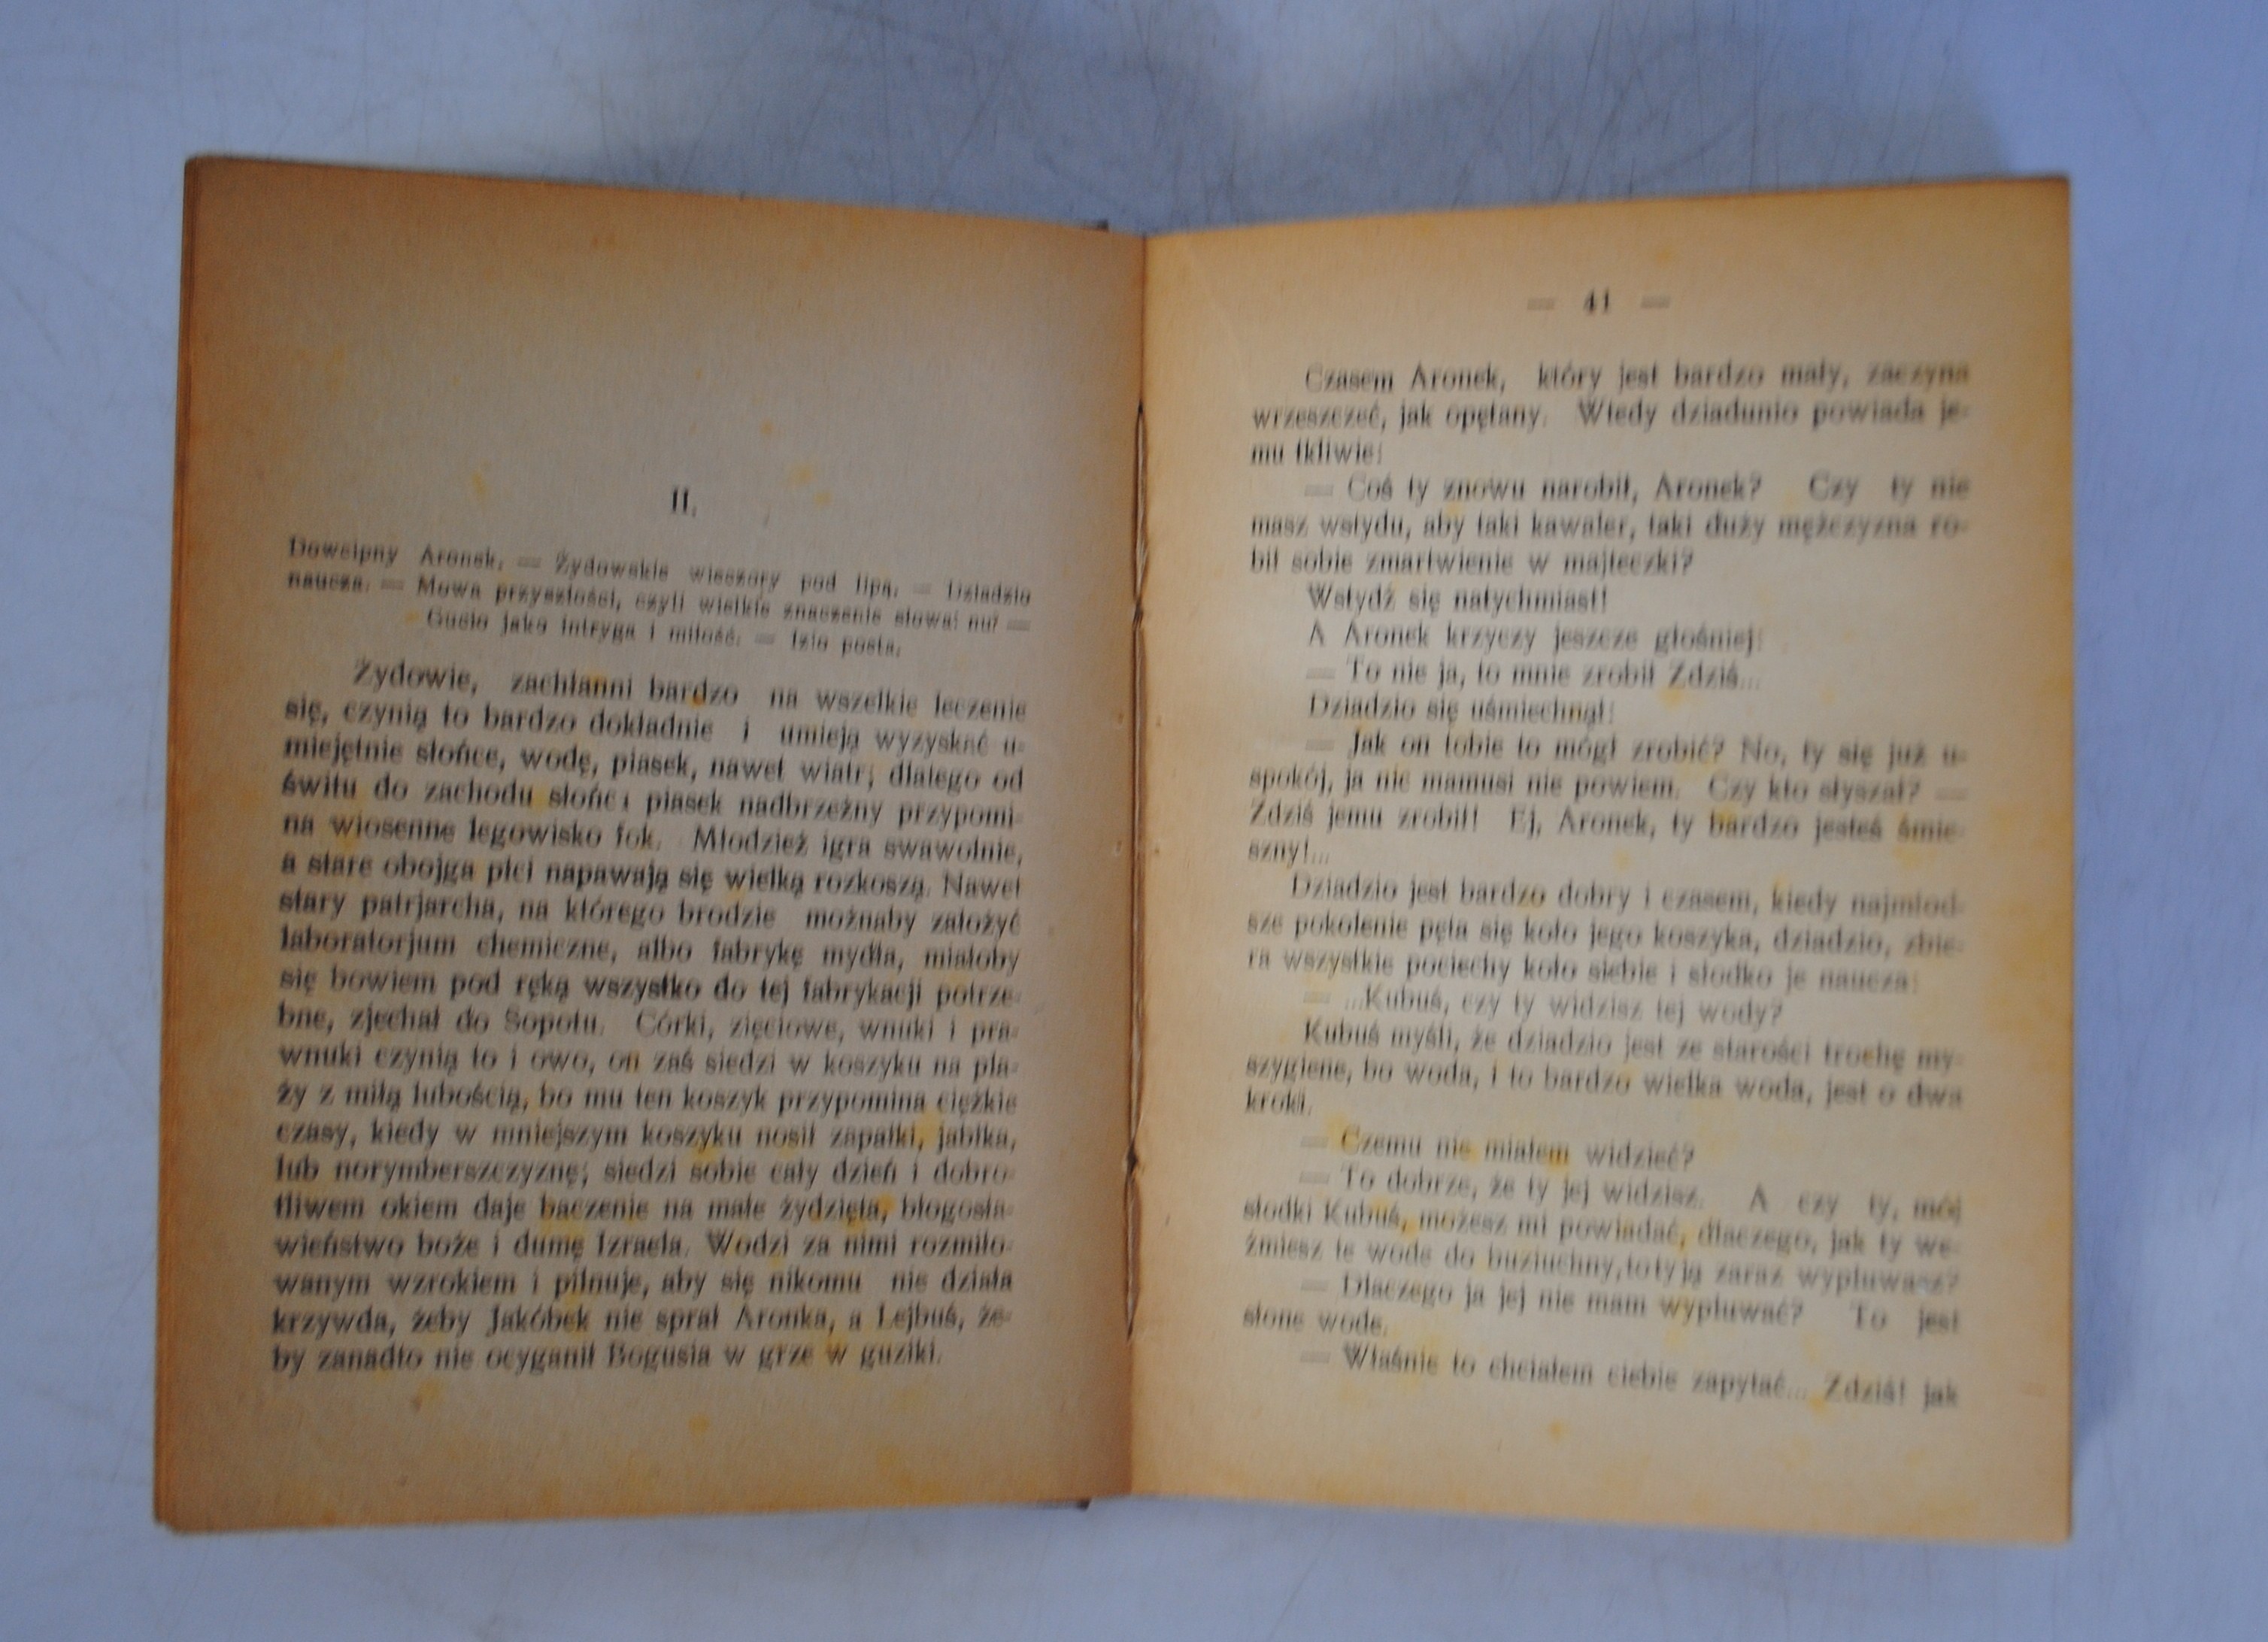 II.
Dowcipny Aronek. — Żydowskie wieczory pod lipą. — Dziadzio
naucza. — Mowa przyszłości, czyli wielkie znaczenie słowa: nu? —
Gucio jako intryga i miłość. — Izio poeta.
Żydowie, zachłanni bardzo na wszelkie leczenie
się, czynią to bardzo dokładnie i umieją wyzyskać u-
miejętnie słońce, wodę, piasek, nawet wiatr; dlatego od
świtu do zachodu słońca piasek nadbrzeżny przypomi-
na wiosenne legowisko fok. Młodzież igra swawolnie,
a stare obojga płci napawają się wielką rozkoszą. Nawet
stary patrjarcha, na którego brodzie możnaby założyć
laboratorjum chemiczne, albo fabrykę mydła, miałoby
się bowiem pod ręką wszystko do tej fabrykacji potrze-
bne, zjechał do Sopotu. Córki, zięciowe, wnuki i pra-
wnuki czynią to i owo, on zaś siedzi w koszyku na pla-
ży z miłą lubością, bo mu ten koszyk przypomina ciężkie
czasy, kiedy w mniejszym koszyku nosił zapałki, jabłka,
lub norymberszczyznę; siedzi sobie cały dzień i dobro-
tliwem okiem daje baczenie na małe żydzięta, błogosła-
wieństwo boże i dumę Izraela. Wodzi za nimi rozmiło-
wanym wzrokiem i pilnuje, aby się nikomu nie działa
krzywda, żeby Jakóbek nie sprał Aronka, a Lejbuś, że-
by zanadto nie ocyganił Bogusia w grze w guziki.
— 41 —
Czasem Aronek, który jest bardzo mały, zaczyna
wrzeszczeć, jak opętany. Wtedy dziadunio powiada je-
mu tkliwie:
— Coś ty znowu narobił, Aronek? Czy ty nie
masz wstydu, aby taki kawaler, taki duży mężczyzna ro-
bił sobie zmartwienie w majteczki?
Wstydź się natychmiast!
A Aronek krzyczy jeszcze głośniej:
— To nie ja, to mnie zrobił Zdziś...
Dziadzio się uśmiechnął:
— Jak on tobie to mógł zrobić? No, ty się już u-
spokój, ja nic mamusi nie powiem. Czy kto słyszał? —
Zdziś jemu zrobił! Ej, Aronek, ty bardzo jesteś śmie-
szny!...
Dziadzio jest bardzo dobry i czasem, kiedy najmłod-
sze pokolenie pęta się koło jego koszyka, dziadzio, zbie-
ra wszystkie pociechy koło siebie i słodko je naucza:
— ...Kubuś, czy ty widzisz tej wody?
Kubuś myśli, że dziadzio jest ze starości trochę my-
szygiene, bo woda, i to bardzo wielka woda, jest o dwa
kroki.
— Czemu nie miałem widzieć?
— To dobrze, że ty jej widzisz. A czy ty, mój
słodki Kubuś, możesz mi powiadać, dlaczego, jak ty we-
źmiesz te wode do buziuchny, to ty ją zaraz wypluwasz?
— Dlaczego ja jej nie mam wypluwać? To jest
słone wode.
— Właśnie to chciałem ciebie zapytać... Zdziś! jak